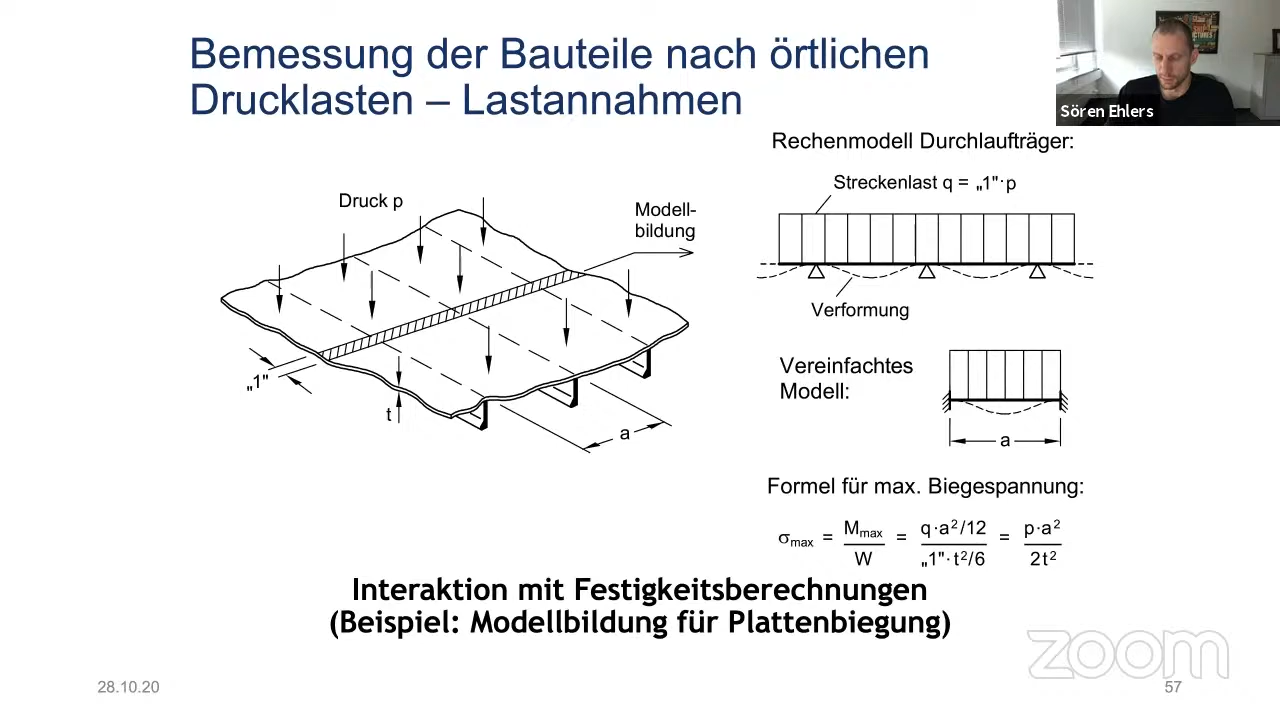 Bemessung der Bauteile nach örtlichen
Drucklasten – Lastannahmen
Sören Ehlers
Rechenmodell Durchlaufträger:
Streckenlast q = „1"·p
Druck p
Modell-
bildung
Verformung
„1"
t
a
Vereinfachtes
Modell:
a
Formel für max. Biegespannung:
σmax = Mmax / W = q·a²/12 / „1"·t²/6 = p·a² / 2t²
Interaktion mit Festigkeitsberechnungen
(Beispiel: Modellbildung für Plattenbiegung)
zoom
28.10.20
57